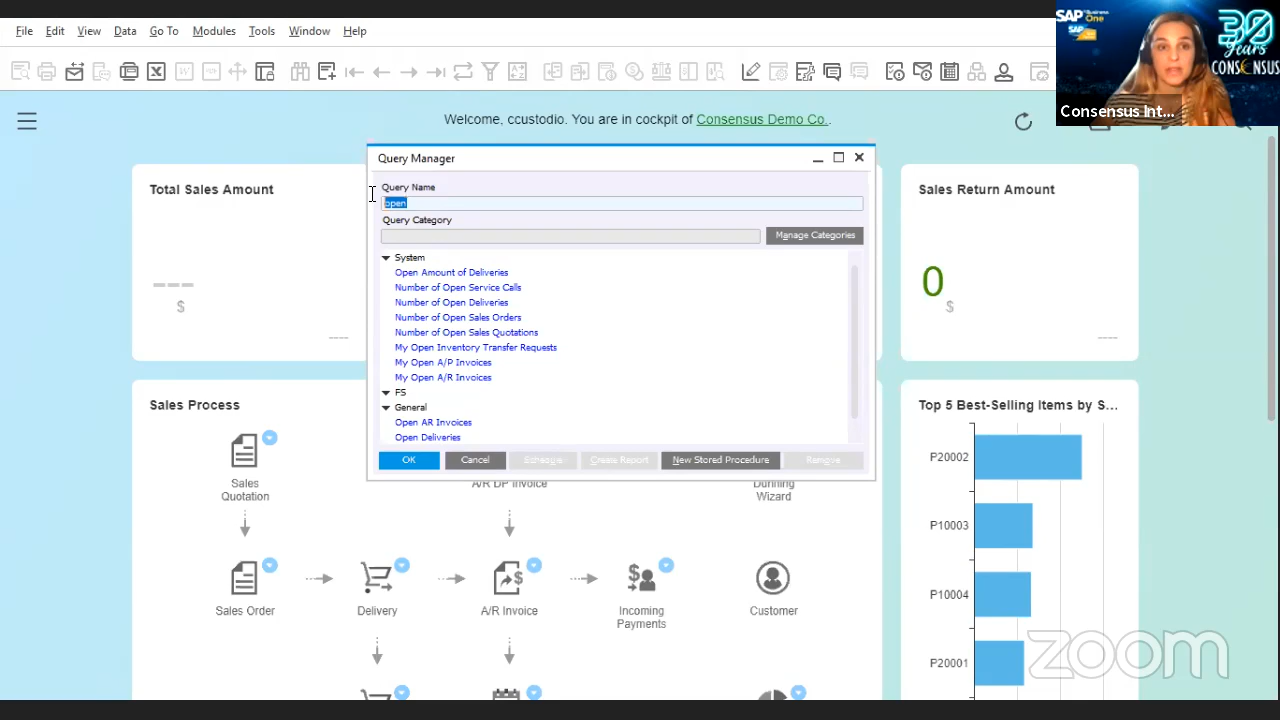 File Edit View Data Go To Modules Tools Window Help
SAP Business One
30 Years CONSENSUS
Consensus Int...
Welcome, ccustodio. You are in cockpit of Consensus Demo Co..
Query Manager
Query Name
open
Query Category
Manage Categories
System
Open Amount of Deliveries
Number of Open Service Calls
Number of Open Deliveries
Number of Open Sales Orders
Number of Open Sales Quotations
My Open Inventory Transfer Requests
My Open A/P Invoices
My Open A/R Invoices
FS
General
Open AR Invoices
Open Deliveries
OK Cancel Schedule Create Report New Stored Procedure Remove
Total Sales Amount
---
$
----
Sales Return Amount
0
$
----
Sales Process
Sales Quotation
A/R DP Invoice
Dunning Wizard
Sales Order
Delivery
A/R Invoice
Incoming Payments
Customer
Top 5 Best-Selling Items by S...
P20002
P10003
P10004
P20001
zoom